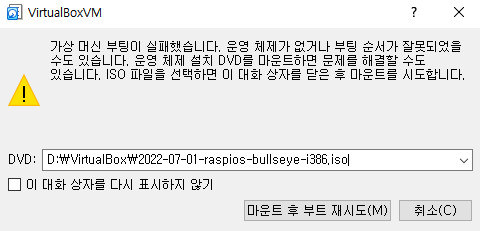 VirtualBoxVM
? ×
가상 머신 부팅이 실패했습니다. 운영 체제가 없거나 부팅 순서가 잘못되었을
수도 있습니다. 운영 체제 설치 DVD를 마운트하면 문제를 해결할 수도
있습니다. ISO 파일을 선택하면 이 대화 상자를 닫은 후 마운트를 시도합니다.
DVD: D:\VirtualBox\2022-07-01-raspios-bullseye-i386.iso
이 대화 상자를 다시 표시하지 않기
마운트 후 부트 재시도(M) 취소(C)